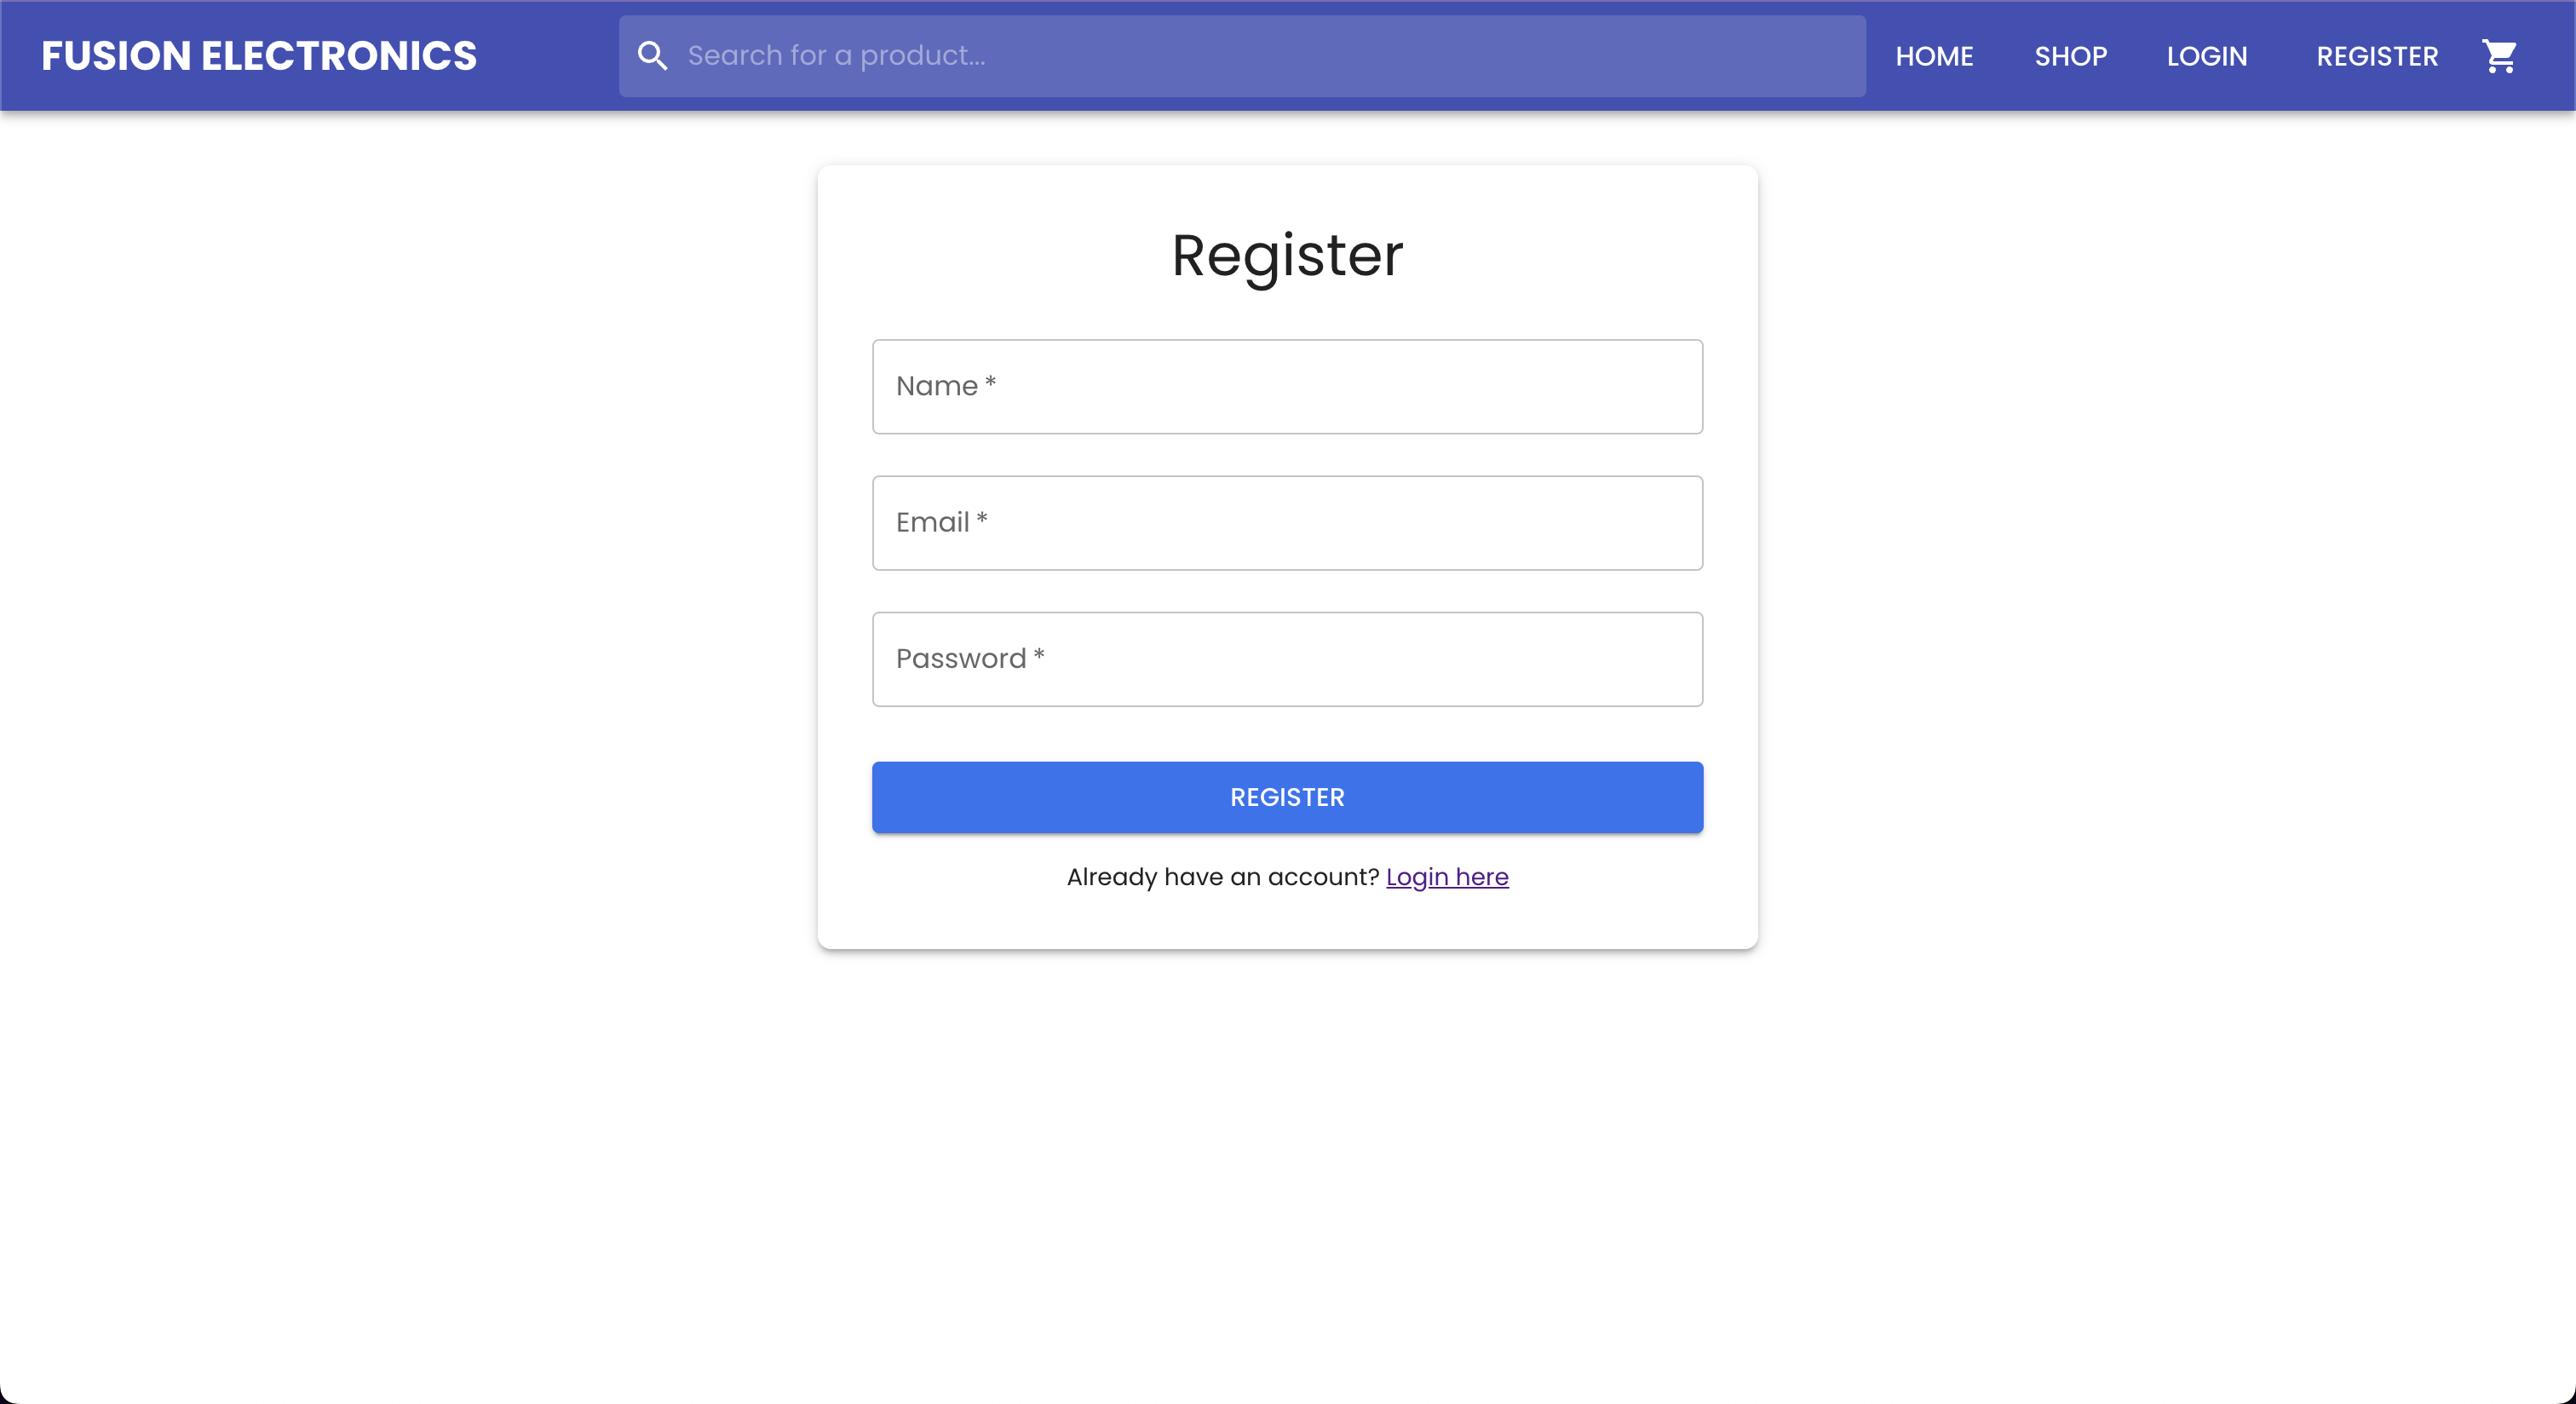 FUSION ELECTRONICS
Search for a product...
HOME
SHOP
LOGIN
REGISTER
Register
Name *
Email *
Password *
REGISTER
Already have an account? Login here